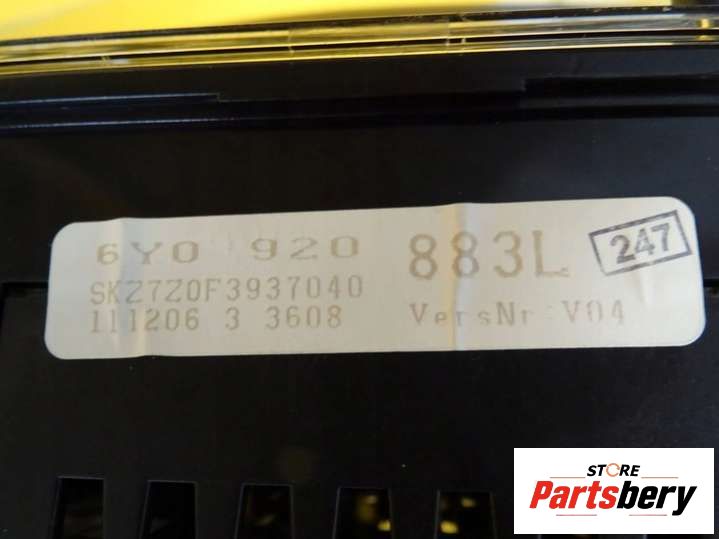 6Y0 920 883L 247
SKZ7Z0F3937040
111206 3 3608 VersNr:V04
STORE
Partsbery